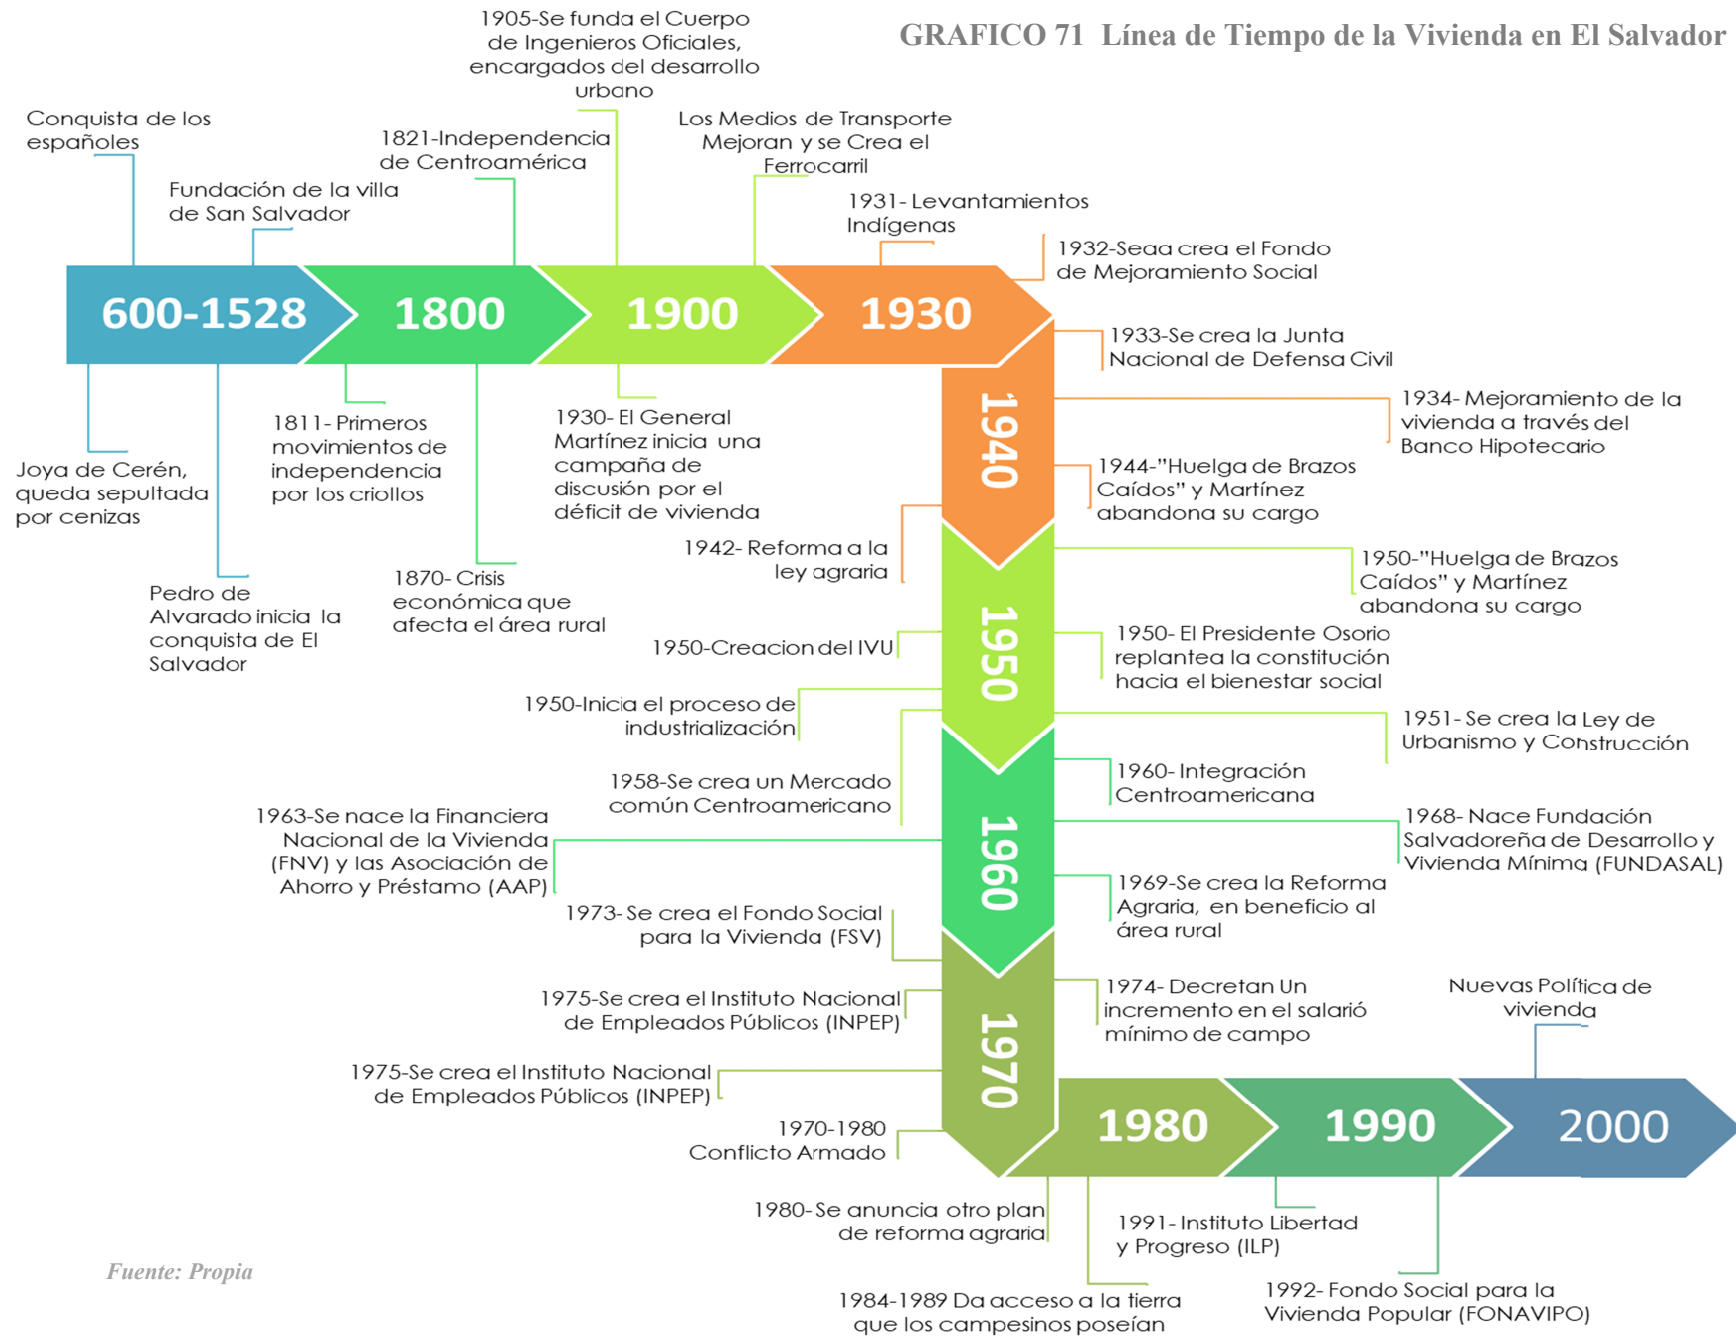 GRAFICO 71 Línea de Tiempo de la Vivienda en El Salvador
1905-Se funda el Cuerpo
de Ingenieros Oficiales,
encargados del desarrollo
urbano
Conquista de los
españoles
1821-Independencia
de Centroamérica
Los Medios de Transporte
Mejoran y se Crea el
Ferrocarril
Fundación de la villa
de San Salvador
1931- Levantamientos
Indígenas
1932-Seaa crea el Fondo
de Mejoramiento Social
600-1528
1800
1900
1930
1933-Se crea la Junta
Nacional de Defensa Civil
Joya de Cerén,
queda sepultada
por cenizas
Pedro de
Alvarado inicia la
conquista de El
Salvador
1811- Primeros
movimientos de
independencia
por los criollos
1870- Crisis
económica que
afecta el área rural
1930- El General
Martínez inicia una
campaña de
discusión por el
déficit de vivienda
1940
1934- Mejoramiento de la
vivienda a través del
Banco Hipotecario
1944-”Huelga de Brazos
Caídos” y Martínez
abandona su cargo
1942- Reforma a la
ley agraria
1950
1950-”Huelga de Brazos
Caídos” y Martínez
abandona su cargo
1950-Creacion del IVU
1950- El Presidente Osorio
replantea la constitución
hacia el bienestar social
1950-Inicia el proceso de
industrialización
1951- Se crea la Ley de
Urbanismo y Construcción
1958-Se crea un Mercado
común Centroamericano
1960
1960- Integración
Centroamericana
1963-Se nace la Financiera
Nacional de la Vivienda
(FNV) y las Asociación de
Ahorro y Préstamo (AAP)
1968- Nace Fundación
Salvadoreña de Desarrollo y
Vivienda Mínima (FUNDASAL)
1969-Se crea la Reforma
Agraria, en beneficio al
área rural
1973- Se crea el Fondo Social
para la Vivienda (FSV)
1970
1975-Se crea el Instituto Nacional
de Empleados Públicos (INPEP)
1974- Decretan Un
incremento en el salarió
mínimo de campo
1975-Se crea el Instituto Nacional
de Empleados Públicos (INPEP)
1970-1980
Conflicto Armado
Nuevas Política de
vivienda
1980
1990
2000
1980- Se anuncia otro plan
de reforma agraria
1991- Instituto Libertad
y Progreso (ILP)
1984-1989 Da acceso a la tierra
que los campesinos poseían
1992- Fondo Social para la
Vivienda Popular (FONAVIPO)
Fuente: Propia